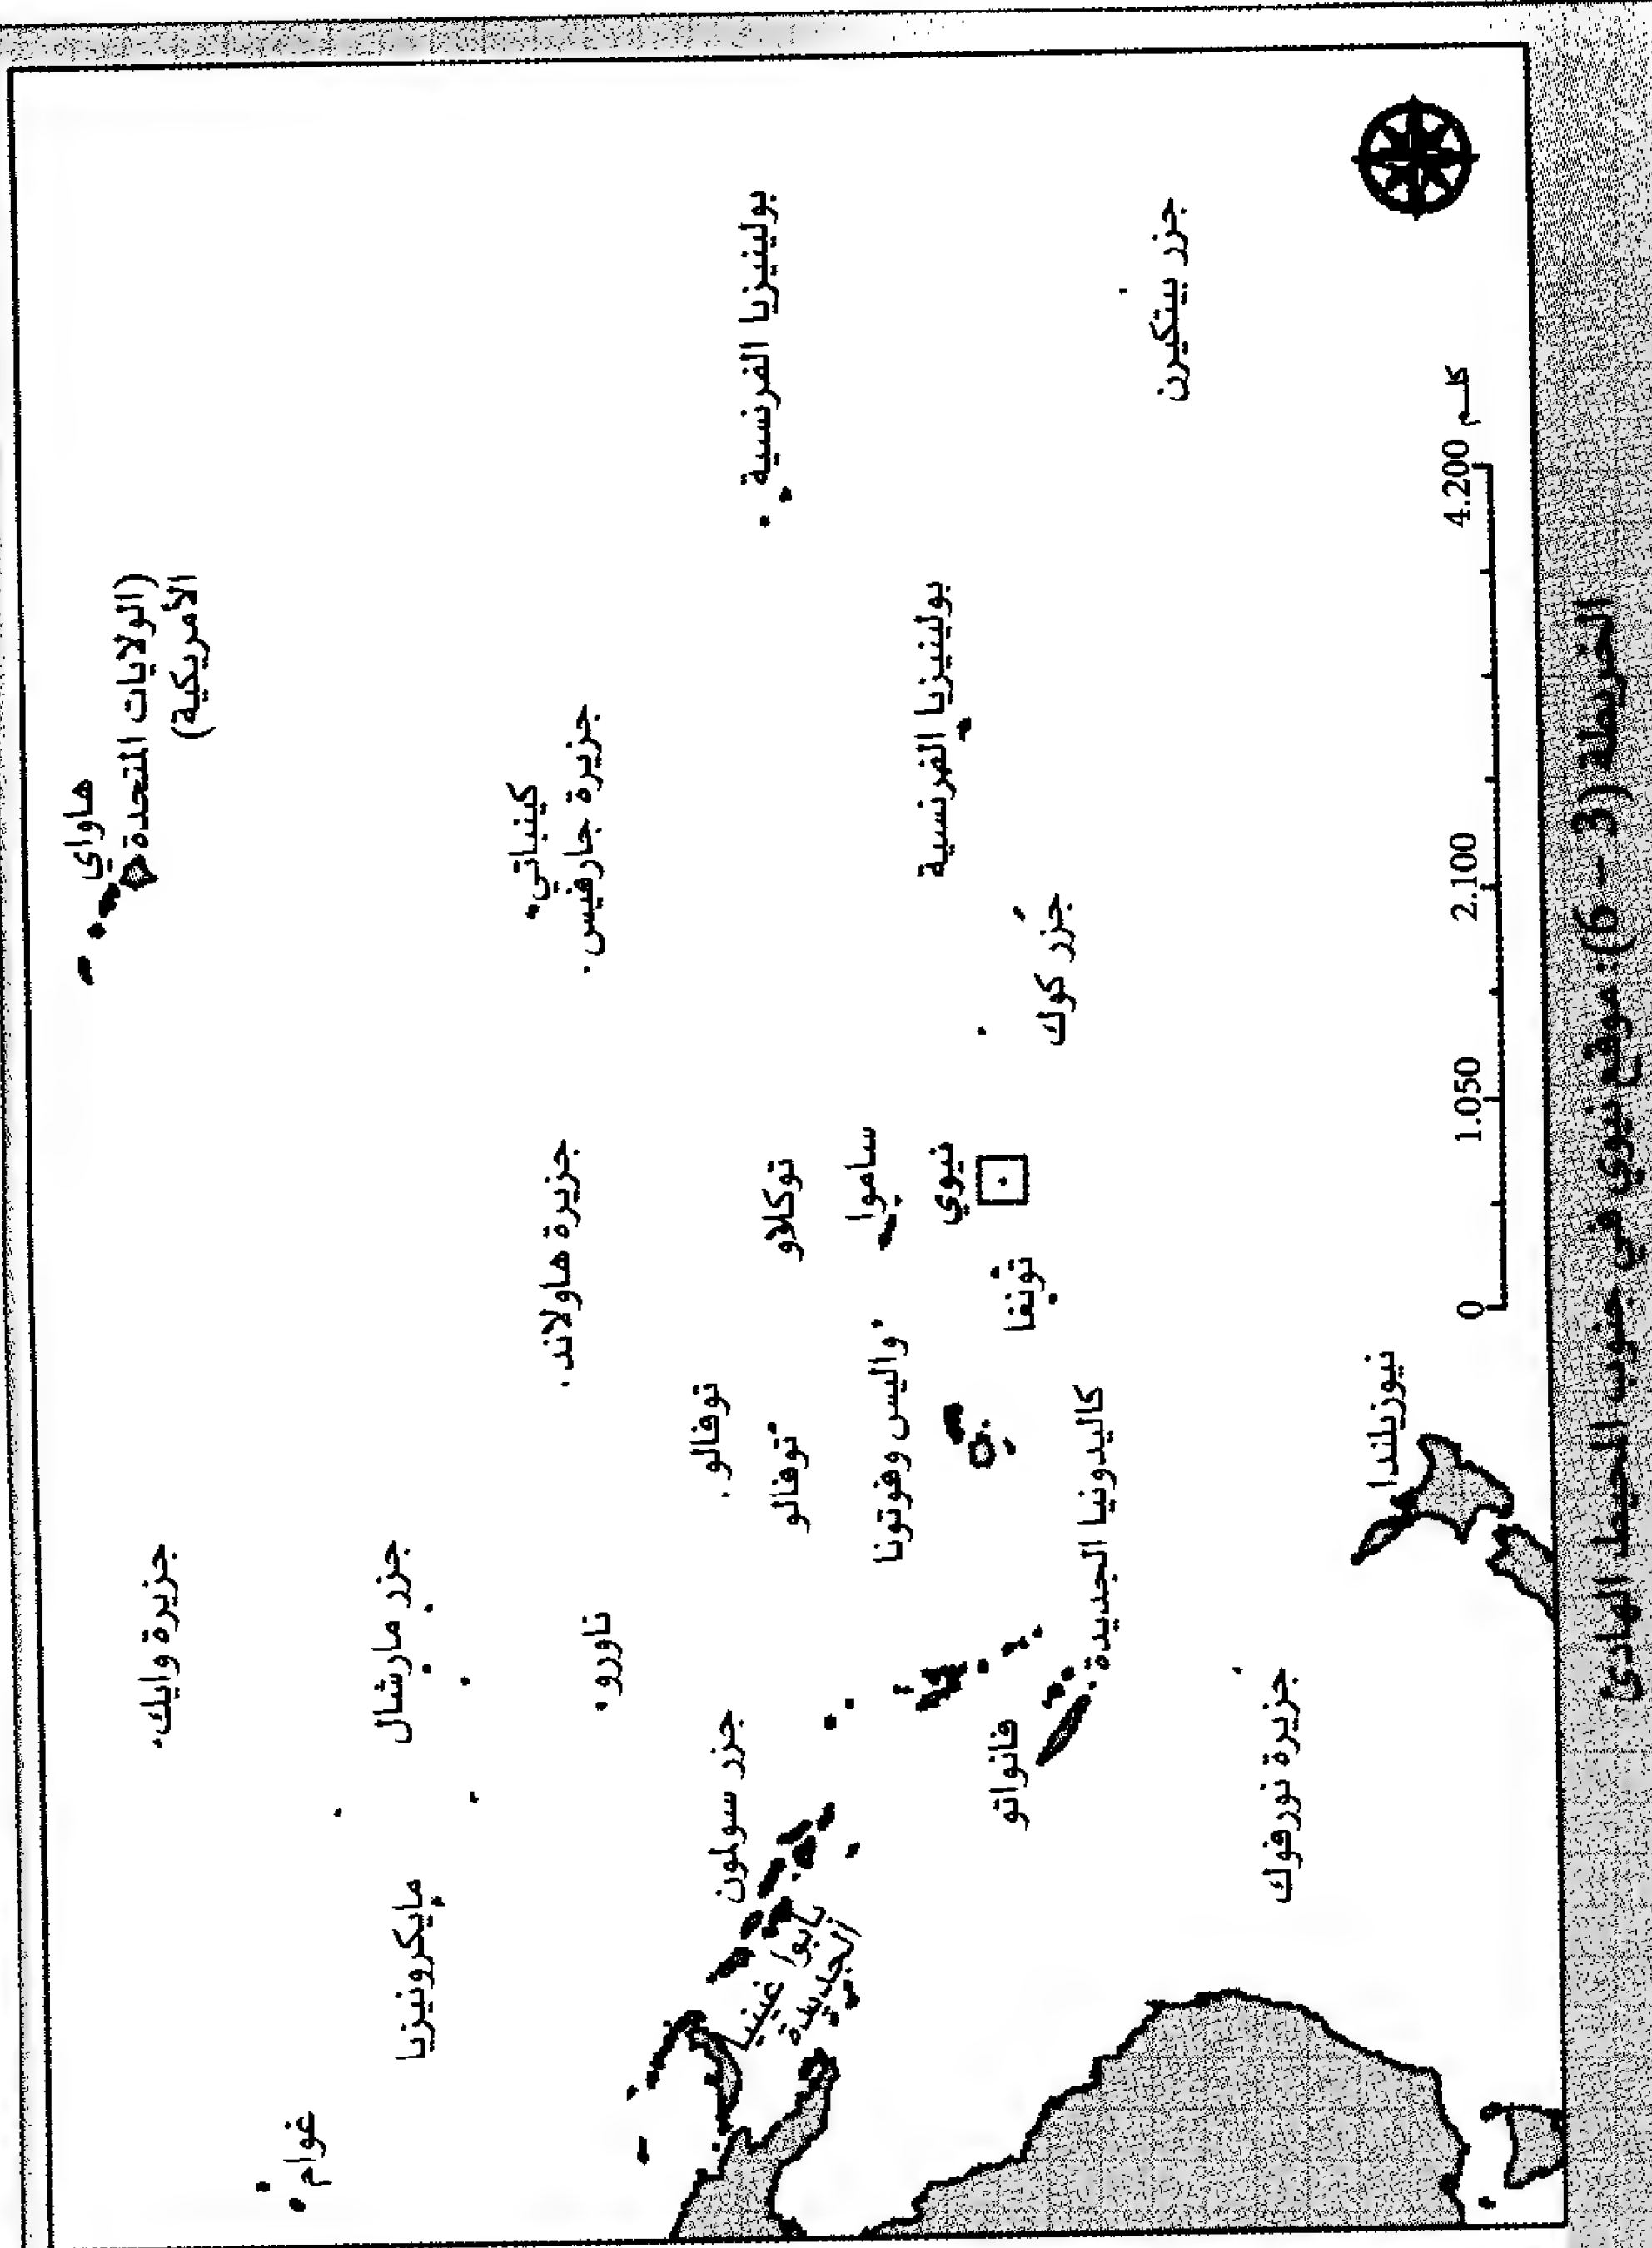 هاواي
(الولايات المتحدة
الأمريكية)
جزيرة وايك
غوام
مايكرونيزيا
جزر مارشال
كينباتي
جزيرة جارفيس
جزيرة هاولاند
ناورو
جزر سولمون
بابوا غينيا
الجديدة
توفالو
توفالو
توكلاو
بولينيزيا الفرنسية
واليس وفوتونا
ساموا
نيوي
بولينيزيا الفرنسية
فانواتو
تونغا
جزر كوك
كاليدونيا الجديدة
جزر بيتكيرن
جزيرة نورفوك
نيوزيلندا
0 1.050 2.100 4.200 كلم
الخريطة (3 – 6): موقع نيوي في جنوب المحيط الهادئ